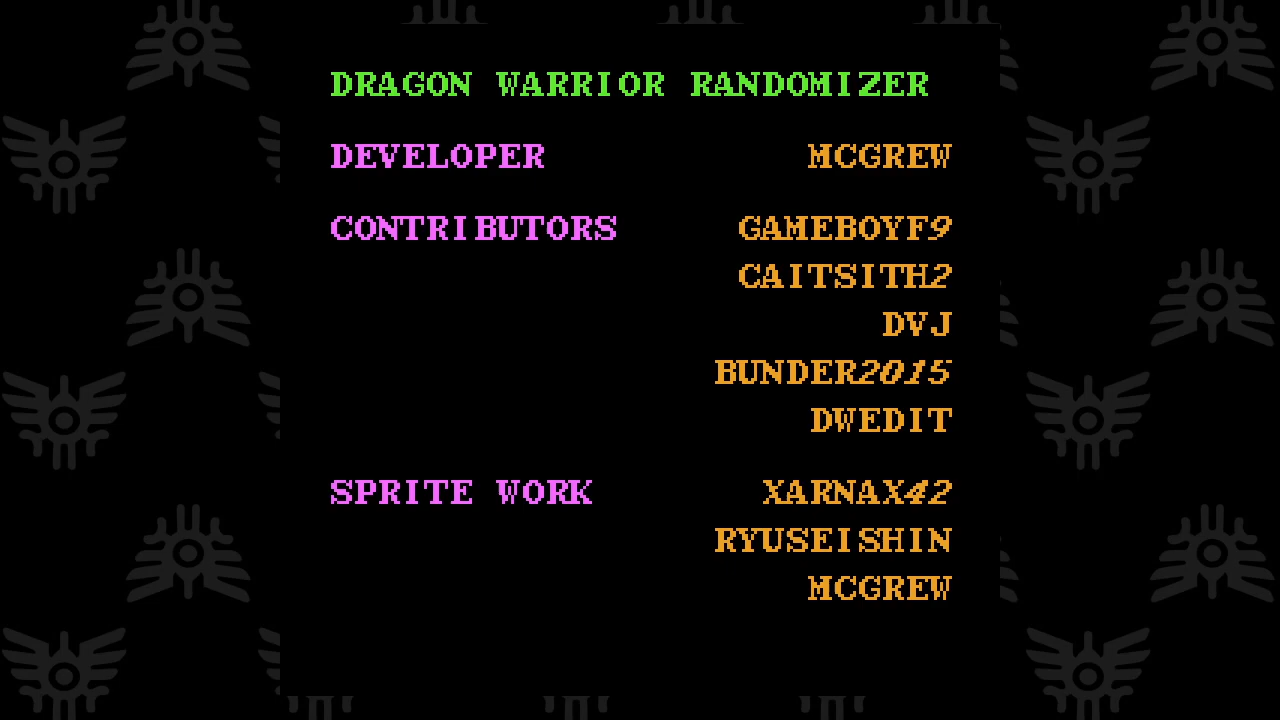 DRAGON WARRIOR RANDOMIZER
DEVELOPER MCGREW
CONTRIBUTORS GAMEBOYF9
CAITSITH2
DVJ
BUNDER2015
DWEDIT
SPRITE WORK XARNAX42
RYUSEISHIN
MCGREW